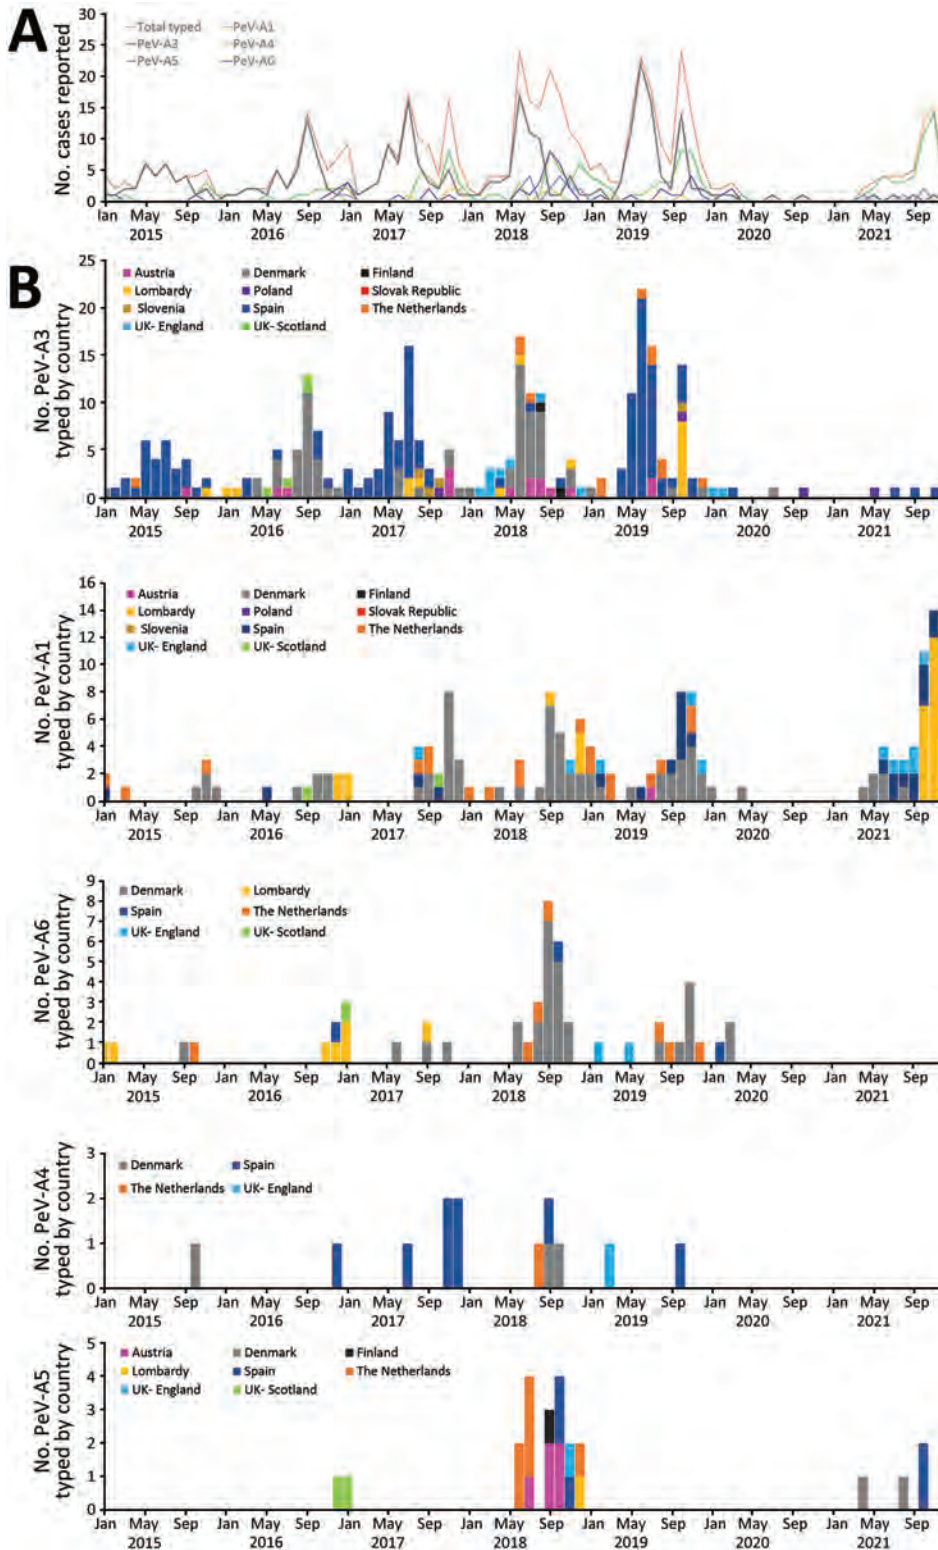 A
Total typed PeV-A1
PeV-A3 PeV-A4
PeV-A5 PeV-A6
No. cases reported
30
25
20
15
10
5
0
Jan May Sep Jan May Sep Jan May Sep Jan May Sep Jan May Sep Jan May Sep Jan May Sep
2015 2016 2017 2018 2019 2020 2021
B
Austria Denmark Finland
Lombardy Poland Slovak Republic
Slovenia Spain The Netherlands
UK- England UK- Scotland
No. PeV-A3
typed by country
25
20
15
10
5
0
Jan May Sep Jan May Sep Jan May Sep Jan May Sep Jan May Sep Jan May Sep Jan May Sep
2015 2016 2017 2018 2019 2020 2021
Austria Denmark Finland
Lombardy Poland Slovak Republic
Slovenia Spain The Netherlands
UK- England UK- Scotland
No. PeV-A1
typed by country
16
14
12
10
8
6
4
2
0
Jan May Sep Jan May Sep Jan May Sep Jan May Sep Jan May Sep Jan May Sep Jan May Sep
2015 2016 2017 2018 2019 2020 2021
Denmark Lombardy
Spain The Netherlands
UK- England UK- Scotland
No. PeV-A6
typed by country
9
8
7
6
5
4
3
2
1
0
Jan May Sep Jan May Sep Jan May Sep Jan May Sep Jan May Sep Jan May Sep Jan May Sep
2015 2016 2017 2018 2019 2020 2021
Denmark Spain
The Netherlands UK- England
No. PeV-A4
typed by country
3
2
1
0
Jan May Sep Jan May Sep Jan May Sep Jan May Sep Jan May Sep Jan May Sep Jan May Sep
2015 2016 2017 2018 2019 2020 2021
Austria Denmark Finland
Lombardy Spain The Netherlands
UK- England UK- Scotland
No. PeV-A5
typed by country
5
4
3
2
1
0
Jan May Sep Jan May Sep Jan May Sep Jan May Sep Jan May Sep Jan May Sep Jan May Sep
2015 2016 2017 2018 2019 2020 2021